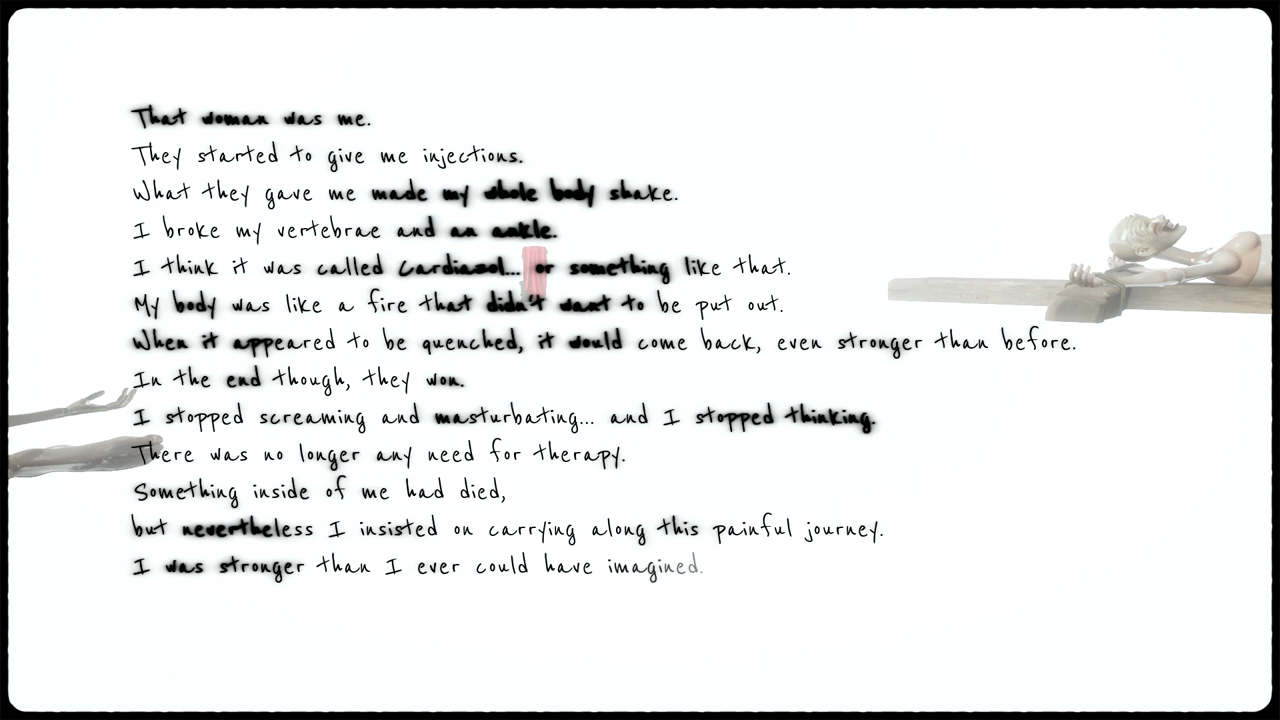 That woman was me.
They started to give me injections.
What they gave me made my whole body shake.
I broke my vertebrae and an ankle.
I think it was called Cardiazol... or something like that.
My body was like a fire that didn't want to be put out.
When it appeared to be quenched, it would come back, even stronger than before.
In the end though, they won.
I stopped screaming and masturbating... and I stopped thinking.
There was no longer any need for therapy.
Something inside of me had died,
but nevertheless I insisted on carrying along this painful journey.
I was stronger than I ever could have imagined.